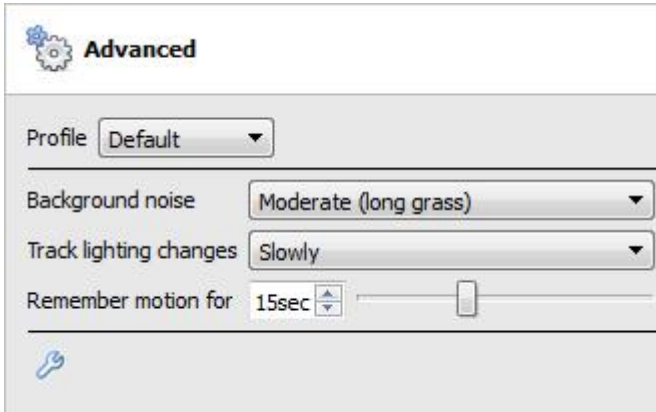 Advanced
Profile Default
Background noise Moderate (long grass)
Track lighting changes Slowly
Remember motion for 15sec